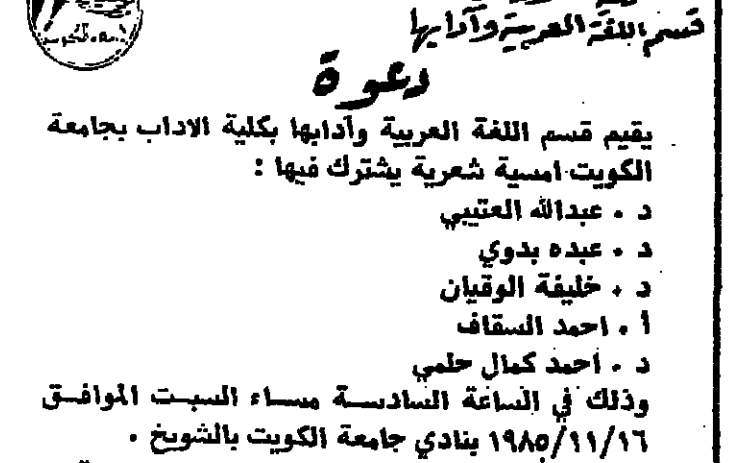 قسم اللغة العربية وآدابها
دعوة
يقيم قسم اللغة العربية وآدابها بكلية الاداب بجامعة
الكويت امسية شعرية يشترك فيها :
د . عبدالله العتيبي
د . عبده بدوي
د . خليفة الوقيان
أ . احمد السقاف
د . احمد كمال حلمي
وذلك في الساعة السادسة مساء السبت الموافق
١٩٨٥/١١/١٦ بنادي جامعة الكويت بالشويخ .